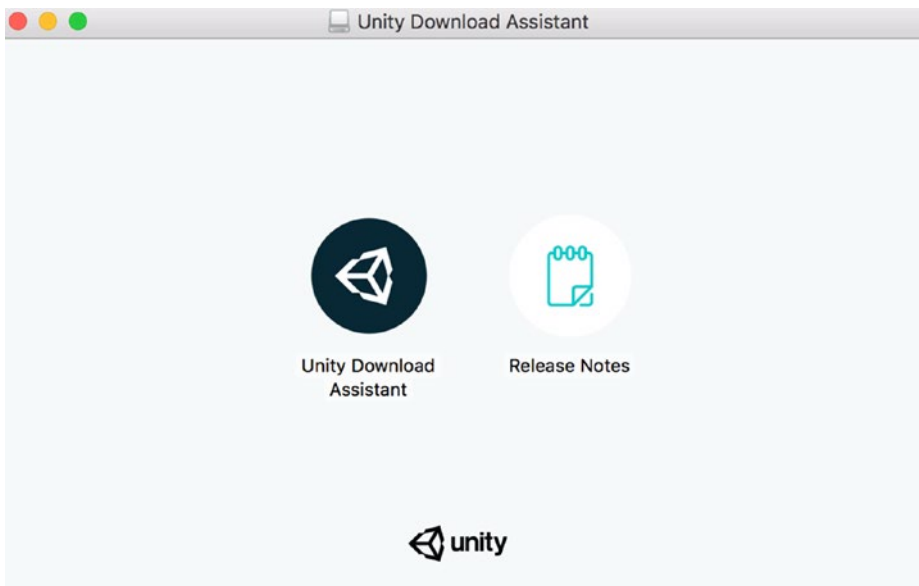 Unity Download Assistant
Unity Download
Assistant
Release Notes
unity